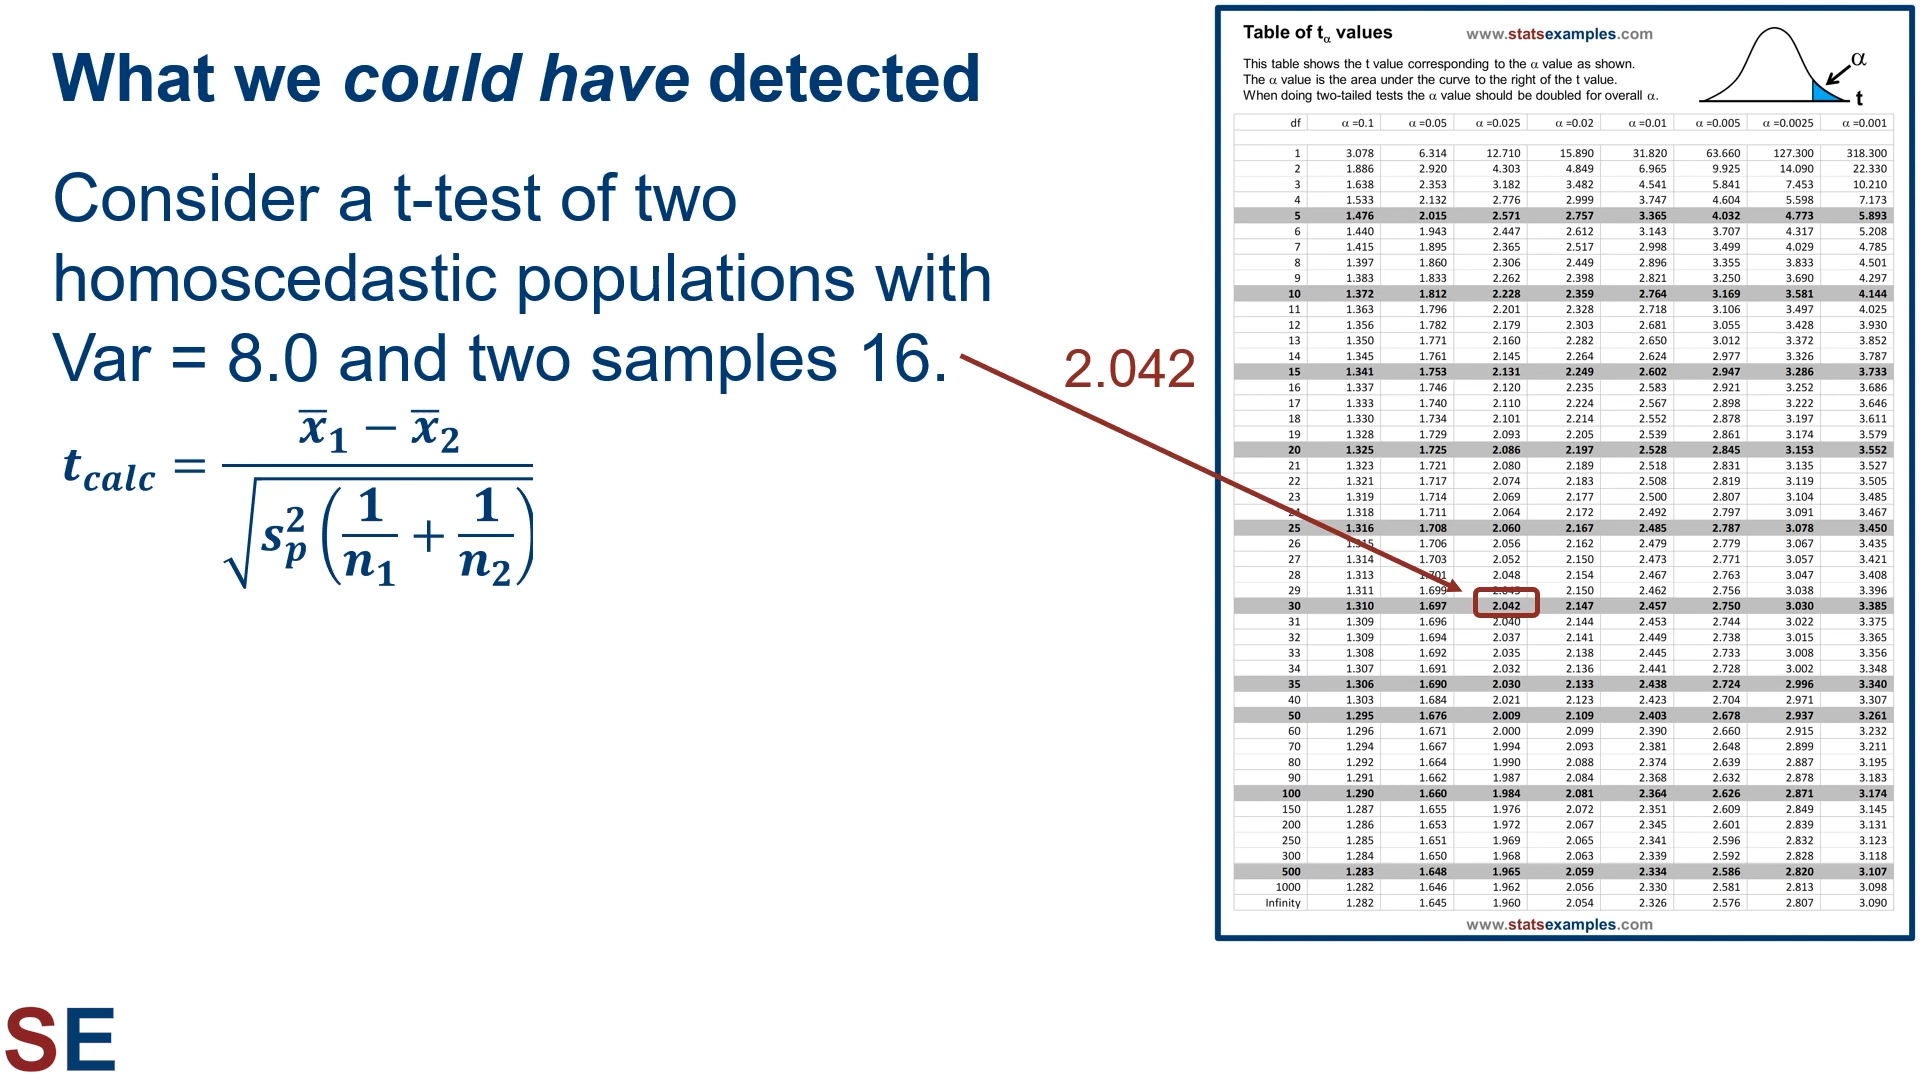 What we could have detected
Consider a t-test of two
homoscedastic populations with
Var = 8.0 and two samples 16.
t_calc = (x̅₁ − x̅₂) / √(s²ₚ (1/n₁ + 1/n₂))
2.042
Table of tα values www.statsexamples.com
This table shows the t value corresponding to the α value as shown.
The α value is the area under the curve to the right of the t value.
When doing two-tailed tests the α value should be doubled for overall α.
α
t
df α =0.1 α =0.05 α =0.025 α =0.02 α =0.01 α =0.005 α =0.0025 α =0.001
1 3.078 6.314 12.710 15.890 31.820 63.660 127.300 318.300
2 1.886 2.920 4.303 4.849 6.965 9.925 14.090 22.330
3 1.638 2.353 3.182 3.482 4.541 5.841 7.453 10.210
4 1.533 2.132 2.776 2.999 3.747 4.604 5.598 7.173
5 1.476 2.015 2.571 2.757 3.365 4.032 4.773 5.893
6 1.440 1.943 2.447 2.612 3.143 3.707 4.317 5.208
7 1.415 1.895 2.365 2.517 2.998 3.499 4.029 4.785
8 1.397 1.860 2.306 2.449 2.896 3.355 3.833 4.501
9 1.383 1.833 2.262 2.398 2.821 3.250 3.690 4.297
10 1.372 1.812 2.228 2.359 2.764 3.169 3.581 4.144
11 1.363 1.796 2.201 2.328 2.718 3.106 3.497 4.025
12 1.356 1.782 2.179 2.303 2.681 3.055 3.428 3.930
13 1.350 1.771 2.160 2.282 2.650 3.012 3.372 3.852
14 1.345 1.761 2.145 2.264 2.624 2.977 3.326 3.787
15 1.341 1.753 2.131 2.249 2.602 2.947 3.286 3.733
16 1.337 1.746 2.120 2.235 2.583 2.921 3.252 3.686
17 1.333 1.740 2.110 2.224 2.567 2.898 3.222 3.646
18 1.330 1.734 2.101 2.214 2.552 2.878 3.197 3.611
19 1.328 1.729 2.093 2.205 2.539 2.861 3.174 3.579
20 1.325 1.725 2.086 2.197 2.528 2.845 3.153 3.552
21 1.323 1.721 2.080 2.189 2.518 2.831 3.135 3.527
22 1.321 1.717 2.074 2.183 2.508 2.819 3.119 3.505
23 1.319 1.714 2.069 2.177 2.500 2.807 3.104 3.485
24 1.318 1.711 2.064 2.172 2.492 2.797 3.091 3.467
25 1.316 1.708 2.060 2.167 2.485 2.787 3.078 3.450
26 1.315 1.706 2.056 2.162 2.479 2.779 3.067 3.435
27 1.314 1.703 2.052 2.150 2.473 2.771 3.057 3.421
28 1.313 1.701 2.048 2.154 2.467 2.763 3.047 3.408
29 1.311 1.699 2.045 2.150 2.462 2.756 3.038 3.396
30 1.310 1.697 2.042 2.147 2.457 2.750 3.030 3.385
31 1.309 1.696 2.040 2.144 2.453 2.744 3.022 3.375
32 1.309 1.694 2.037 2.141 2.449 2.738 3.015 3.365
33 1.308 1.692 2.035 2.138 2.445 2.733 3.008 3.356
34 1.307 1.691 2.032 2.136 2.441 2.728 3.002 3.348
35 1.306 1.690 2.030 2.133 2.438 2.724 2.996 3.340
40 1.303 1.684 2.021 2.123 2.423 2.704 2.971 3.307
50 1.295 1.676 2.009 2.109 2.403 2.678 2.937 3.261
60 1.296 1.671 2.000 2.099 2.390 2.660 2.915 3.232
70 1.294 1.667 1.994 2.093 2.381 2.648 2.899 3.211
80 1.292 1.664 1.990 2.088 2.374 2.639 2.887 3.195
90 1.291 1.662 1.987 2.084 2.368 2.632 2.878 3.183
100 1.290 1.660 1.984 2.081 2.364 2.626 2.871 3.174
150 1.287 1.655 1.976 2.072 2.351 2.609 2.849 3.145
200 1.286 1.653 1.972 2.067 2.345 2.601 2.839 3.131
250 1.285 1.651 1.969 2.065 2.341 2.596 2.832 3.123
300 1.284 1.650 1.968 2.063 2.339 2.592 2.828 3.118
500 1.283 1.648 1.965 2.059 2.334 2.586 2.820 3.107
1000 1.282 1.646 1.962 2.056 2.330 2.581 2.813 3.098
Infinity 1.282 1.645 1.960 2.054 2.326 2.576 2.807 3.090
www.statsexamples.com
SE